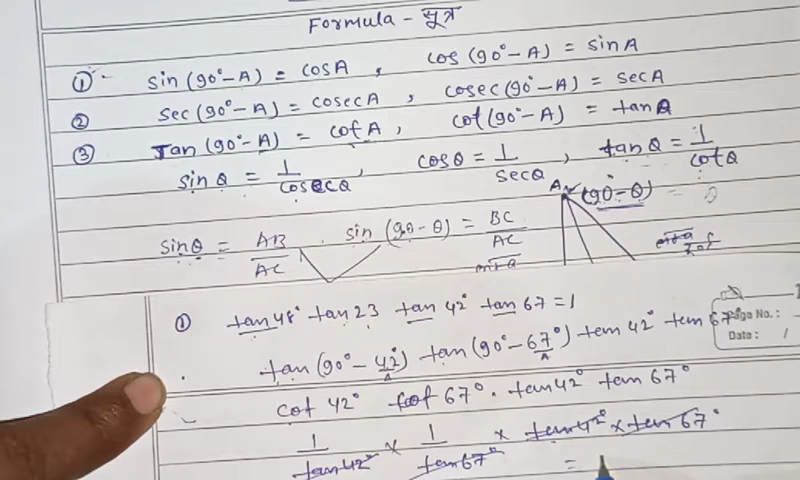 Formula - सूत्र
① sin(90°-A) = cosA, cos(90°-A) = sinA
② sec(90°-A) = cosecA, cosec(90°-A) = secA
③ Tan(90°-A) = cotA, cot(90°-A) = tanθ
sinθ = 1/cosecθ, cosθ = 1/secθ, tanθ = 1/cotθ
A (90°-θ) = θ
sinθ = AB/AC sin(90-θ) = BC/AC
① tan48° tan23 tan42° tan67=1
Page No.:
Date: /
tan(90°-42°) tan(90°-67°) tan42° tan67°
A A
cot42° cot67°. tan42° tan67°
1/tan42° × 1/tan67° × tan42° × tan67°
=